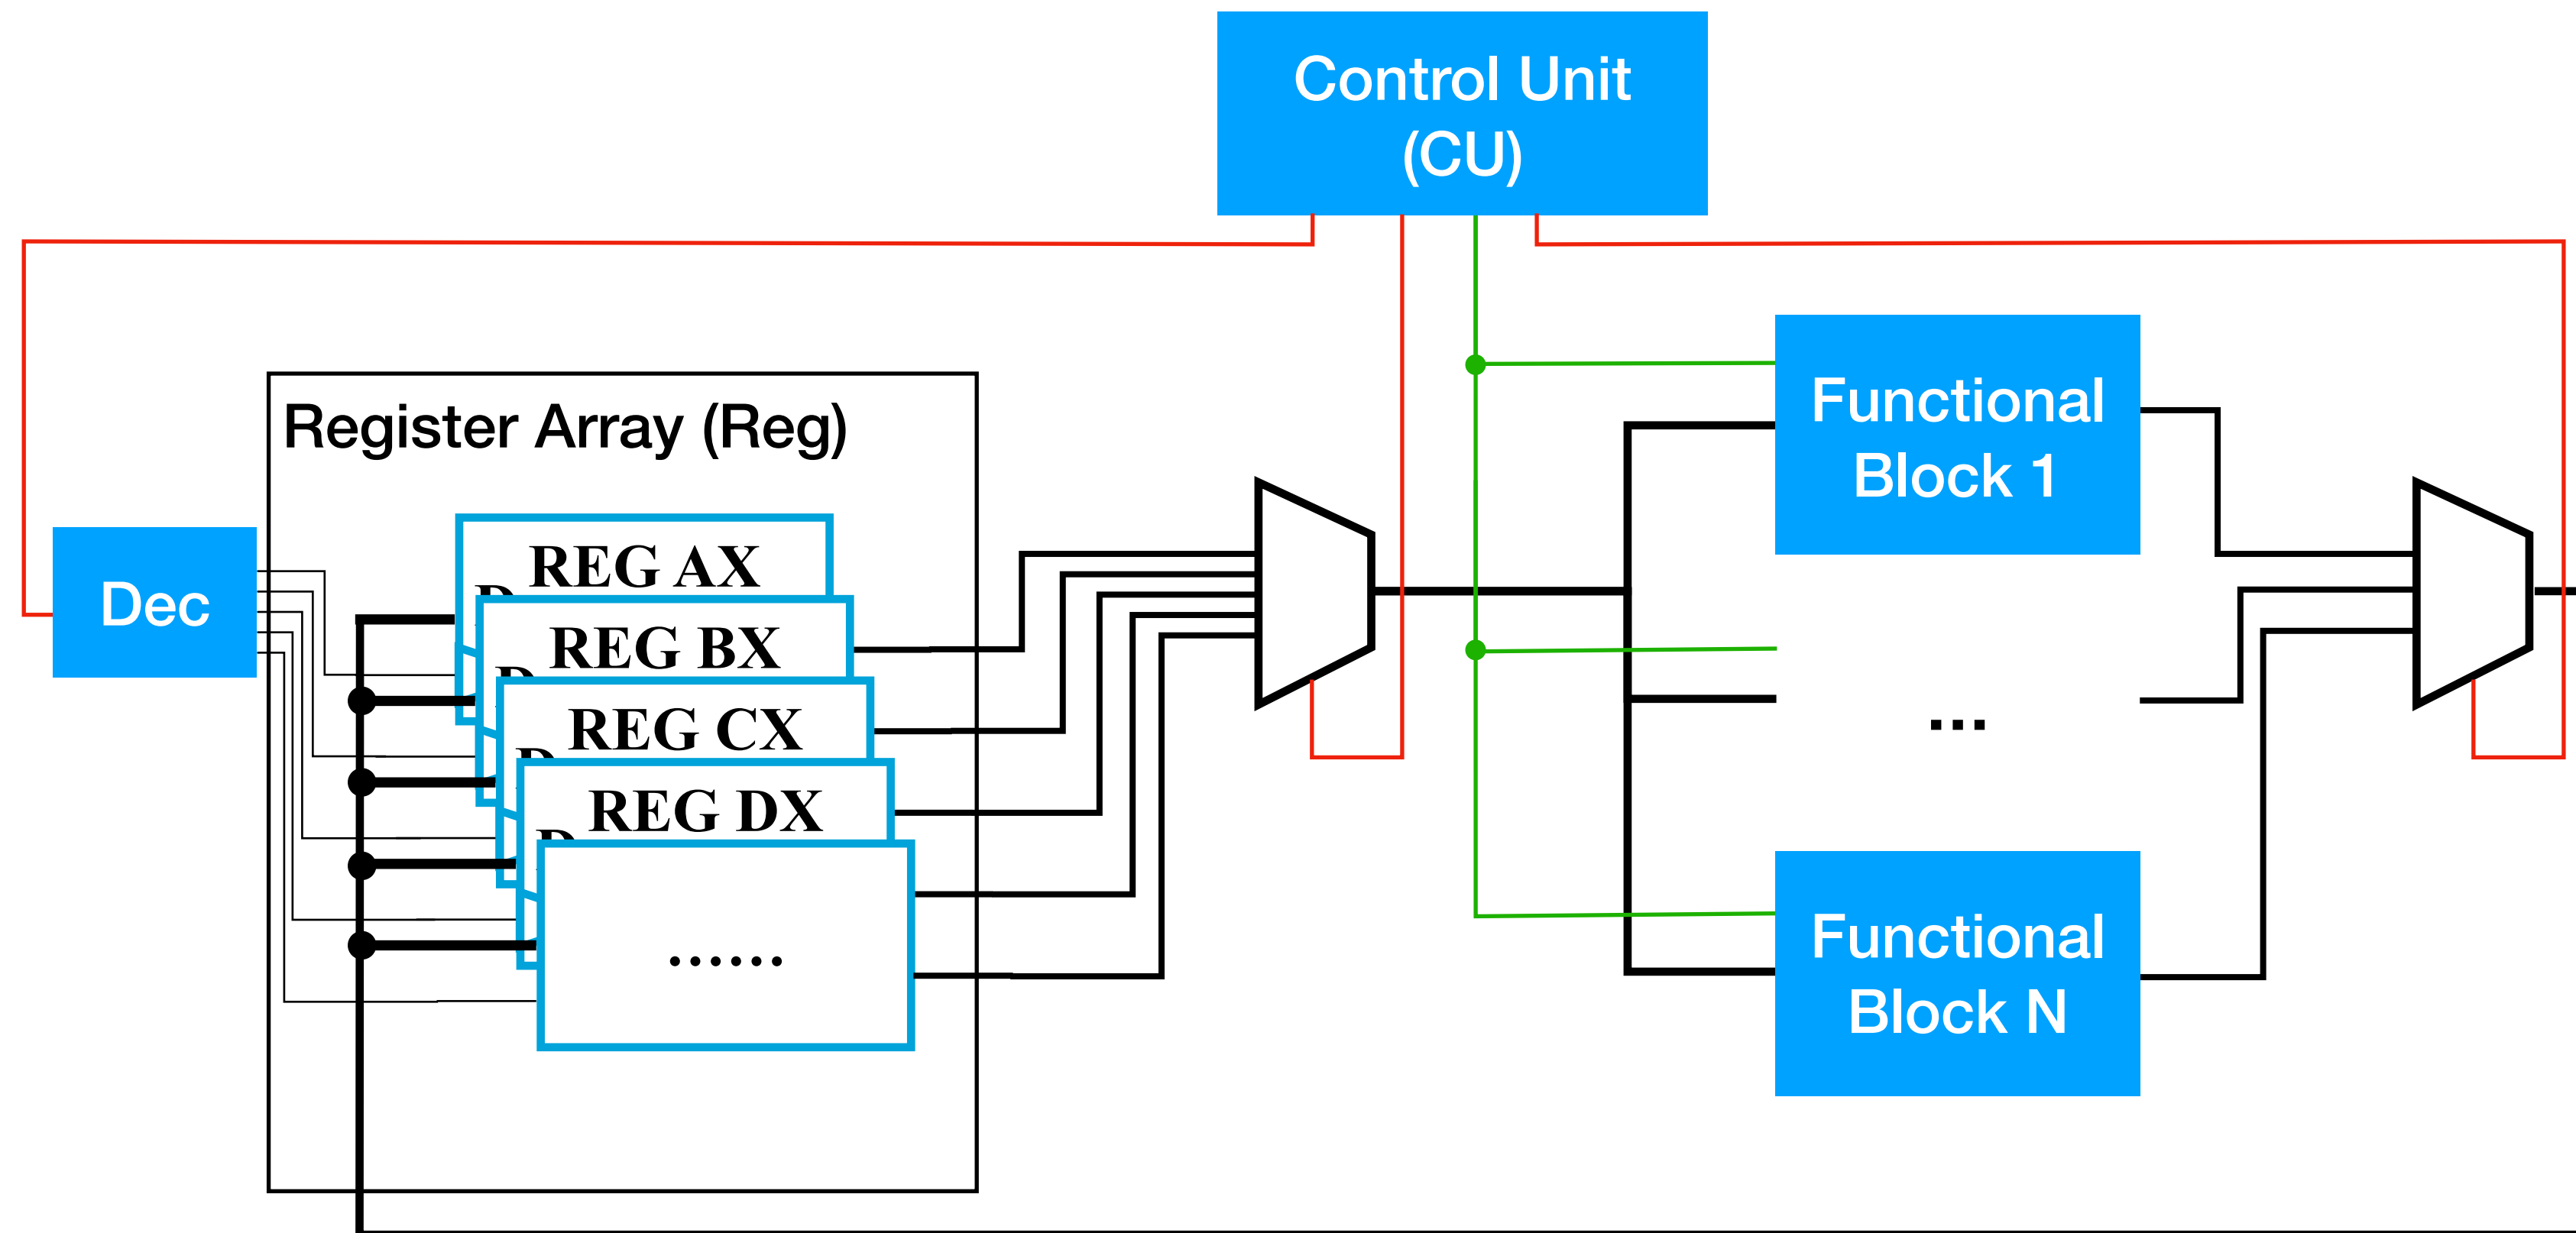 Control Unit
(CU)
Register Array (Reg)
Dec
REG AX
D
REG BX
D
REG CX
D
REG DX
D
......
Functional
Block 1
...
Functional
Block N